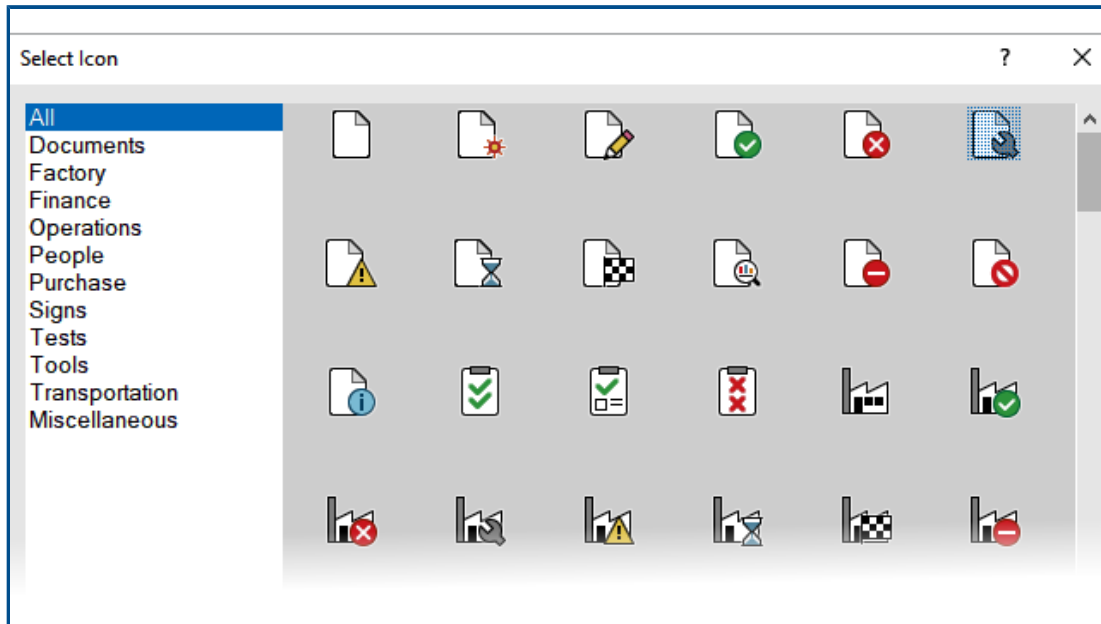 Select Icon
?
All
Documents
Factory
Finance
Operations
People
Purchase
Signs
Tests
Tools
Transportation
Miscellaneous